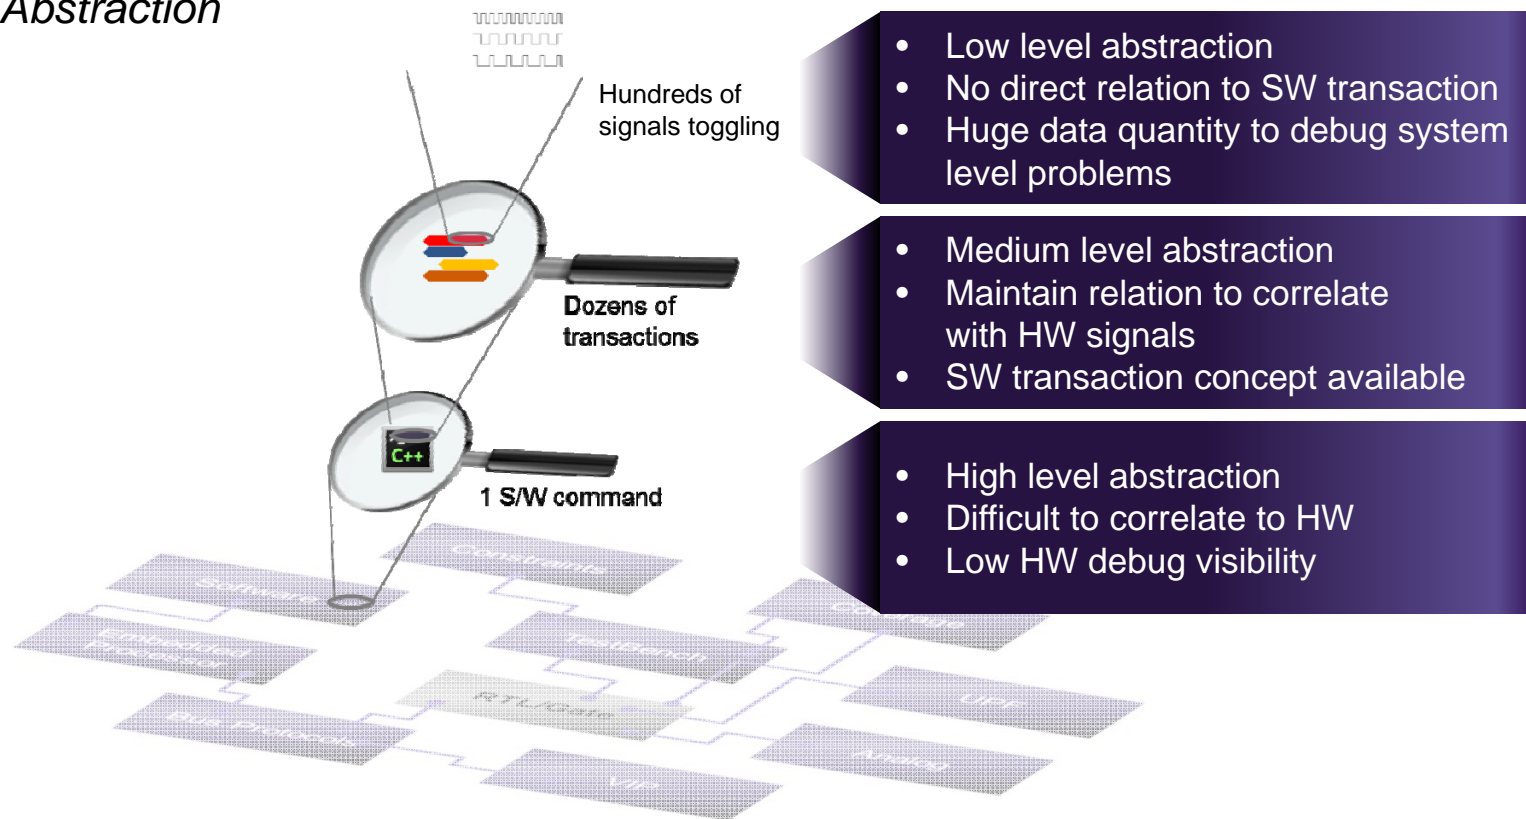 Abstraction
Hundreds of
signals toggling
• Low level abstraction
• No direct relation to SW transaction
• Huge data quantity to debug system
level problems
Dozens of
transactions
• Medium level abstraction
• Maintain relation to correlate
with HW signals
• SW transaction concept available
C++
1 S/W command
• High level abstraction
• Difficult to correlate to HW
• Low HW debug visibility
Constraints
Software
Embedded
Processor
TestBench
RTL/Gate
UPF
Bus Protocols
Analog
VIP